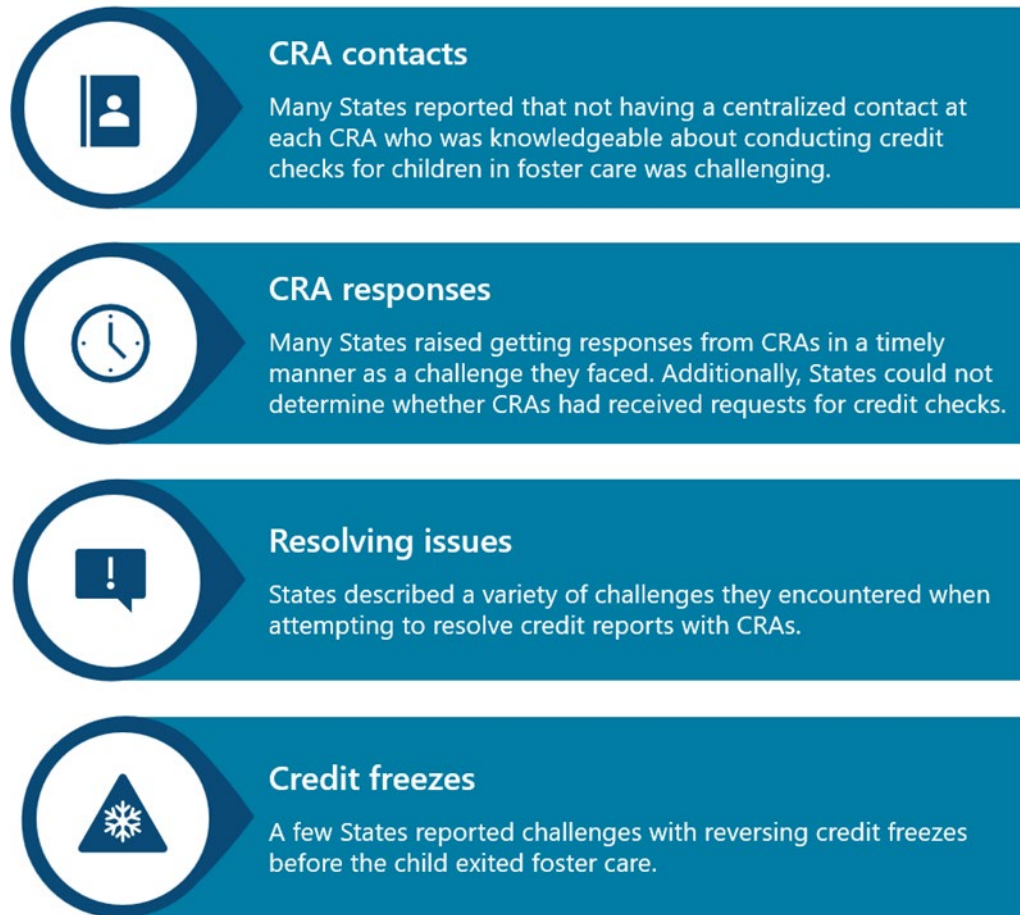 CRA contacts
Many States reported that not having a centralized contact at
each CRA who was knowledgeable about conducting credit
checks for children in foster care was challenging.
CRA responses
Many States raised getting responses from CRAs in a timely
manner as a challenge they faced. Additionally, States could not
determine whether CRAs had received requests for credit checks.
Resolving issues
States described a variety of challenges they encountered when
attempting to resolve credit reports with CRAs.
Credit freezes
A few States reported challenges with reversing credit freezes
before the child exited foster care.